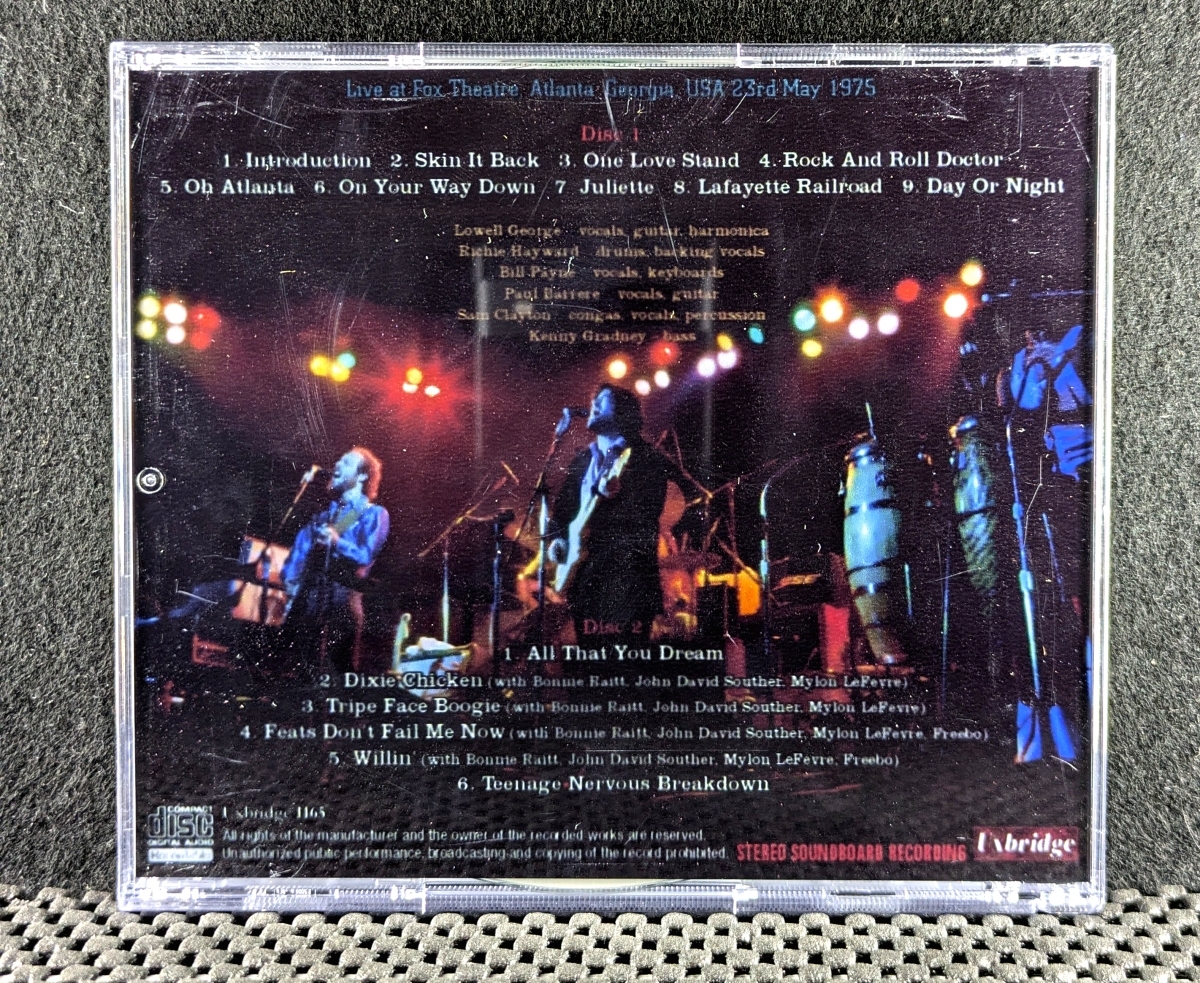 Live at Fox Theatre Atlanta Georgia USA 23rd May 1975
Disc 1
1. Introduction 2. Skin It Back 3. One Love Stand 4. Rock And Roll Doctor
5. Oh Atlanta 6. On Your Way Down 7 Juliette 8. Lafayette Railroad 9. Day Or Night
Lowell George vocals, guitar, harmonica
Richie Hayward drums, backing vocals
Bill Payne vocals, keyboards
Paul Barrere vocals, guitar
Sam Clayton congas, vocals, percussion
Kenny Gradney bass
Disc 2
1. All That You Dream
2. Dixie Chicken (with Bonnie Raitt, John David Souther, Mylon LeFevre)
3. Tripe Face Boogie (with Bonnie Raitt, John David Souther, Mylon LeFevre)
4. Feats Don't Fail Me Now (with Bonnie Raitt, John David Souther, Mylon LeFevre, Freebo)
5. Willin' (with Bonnie Raitt, John David Souther, Mylon LeFevre, Freebo)
6. Teenage Nervous Breakdown
COMPACT
disc
DIGITAL AUDIO
Uxbridge 1165
All rights of the manufacturer and the owner of the recorded works are reserved.
Unauthorized public performance, broadcasting and copying of the record prohibited.
STEREO SOUNDBOARD RECORDING
Uxbridge